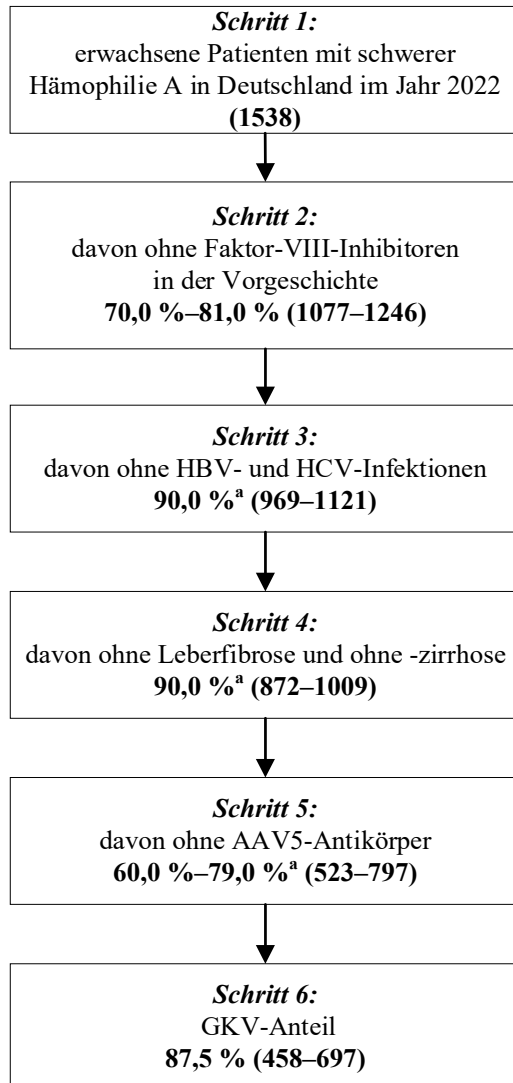 Schritt 1:
erwachsene Patienten mit schwerer
Hämophilie A in Deutschland im Jahr 2022
(1538)
Schritt 2:
davon ohne Faktor-VIII-Inhibitoren
in der Vorgeschichte
70,0 %–81,0 % (1077–1246)
Schritt 3:
davon ohne HBV- und HCV-Infektionen
90,0 %ª (969–1121)
Schritt 4:
davon ohne Leberfibrose und ohne -zirrhose
90,0 %ª (872–1009)
Schritt 5:
davon ohne AAV5-Antikörper
60,0 %–79,0 %ª (523–797)
Schritt 6:
GKV-Anteil
87,5 % (458–697)